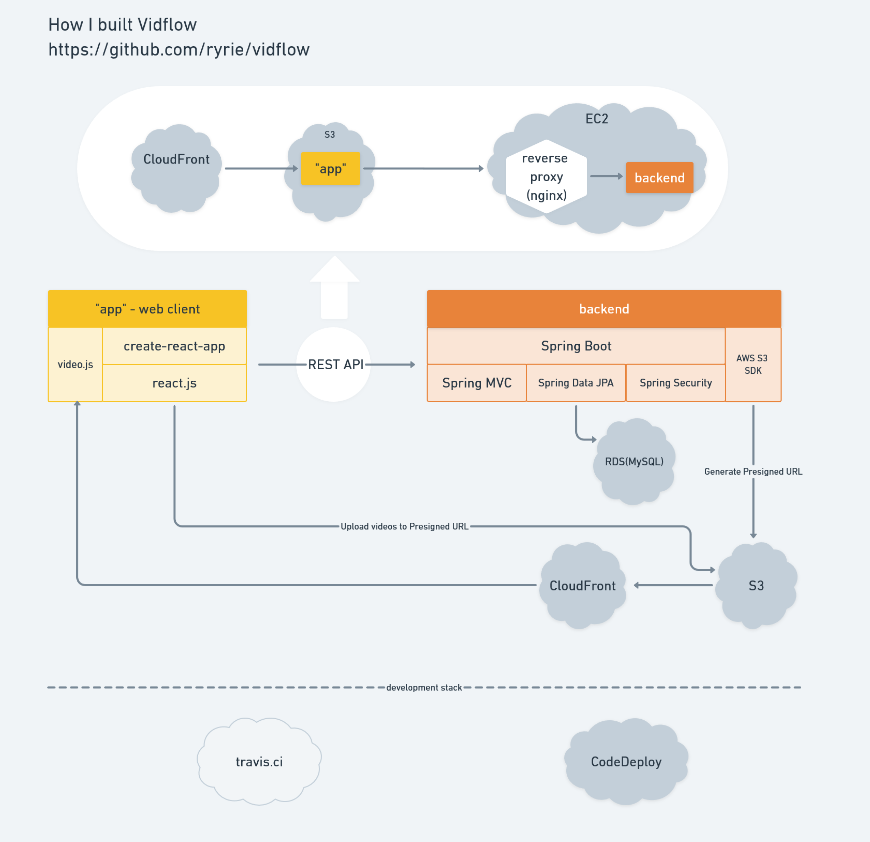 How I built Vidflow
https://github.com/ryrie/vidflow
CloudFront
S3
"app"
EC2
reverse
proxy
(nginx)
backend
"app" - web client
video.js
create-react-app
react.js
REST API
backend
Spring Boot
Spring MVC
Spring Data JPA
Spring Security
AWS S3
SDK
RDS(MySQL)
Generate Presigned URL
Upload videos to Presigned URL
CloudFront
S3
development stack
travis.ci
CodeDeploy